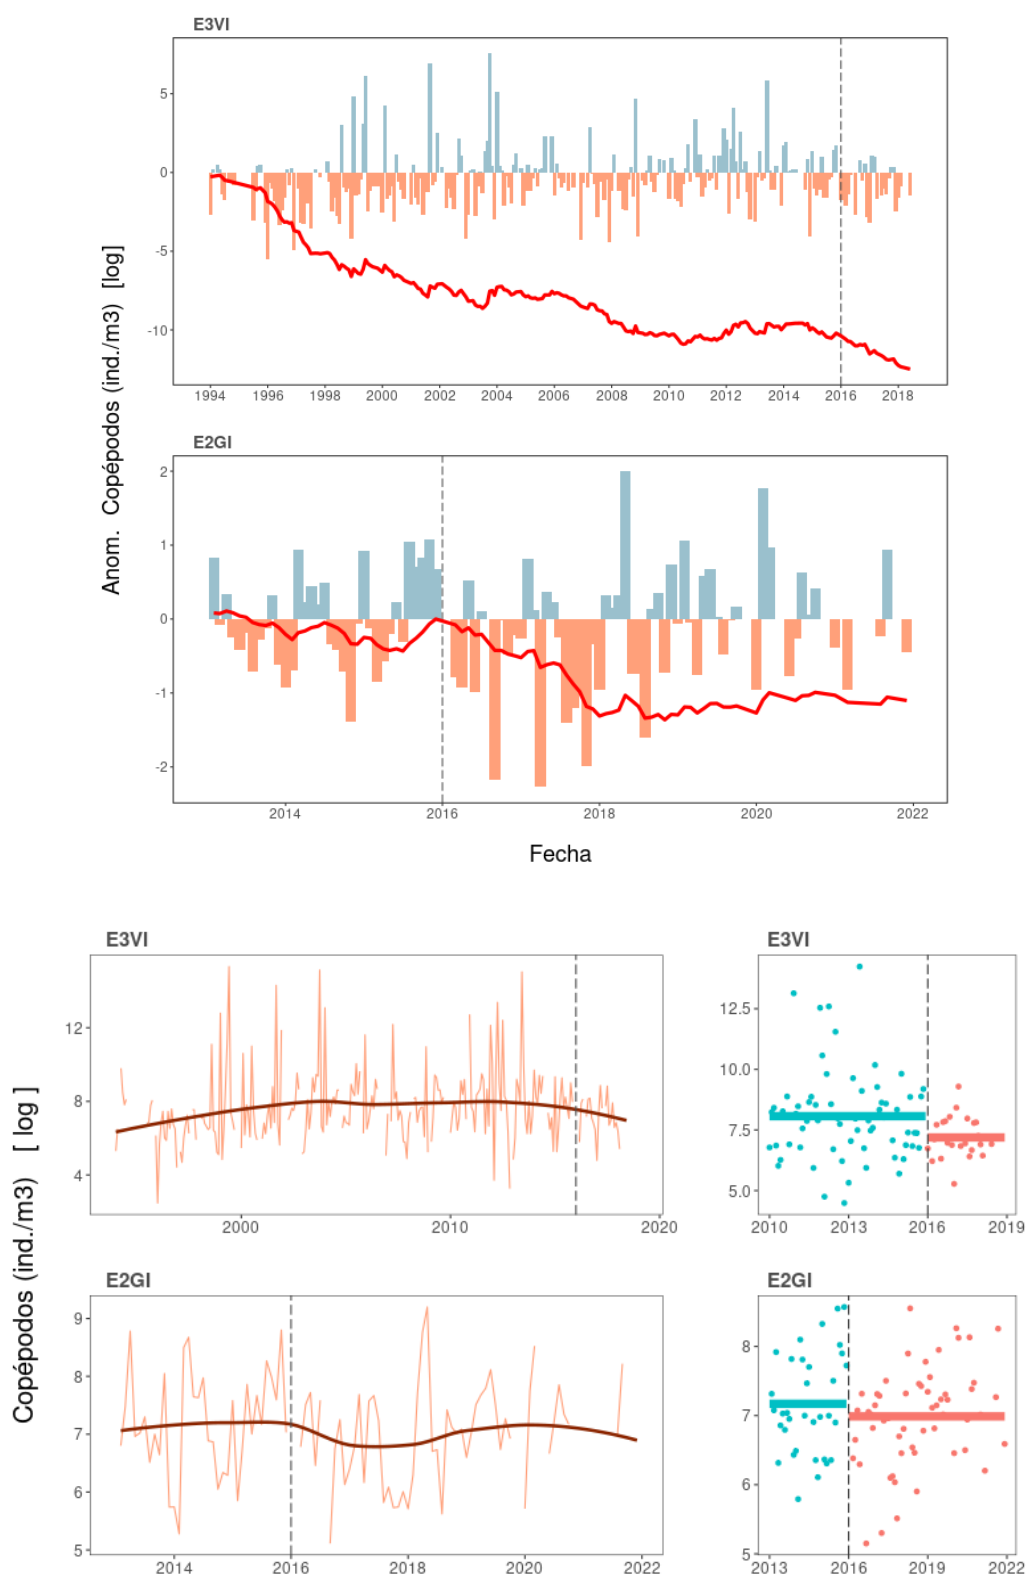 E3VI
5
0
-5
-10
1994 1996 1998 2000 2002 2004 2006 2008 2010 2012 2014 2016 2018
Anom. Copépodos (ind./m3) [log]
E2GI
2
1
0
-1
-2
2014 2016 2018 2020 2022
Fecha
Copépodos (ind./m3) [ log ]
E3VI
12
8
4
2000 2010 2020
E3VI
12.5
10.0
7.5
5.0
2010 2013 2016 2019
E2GI
9
8
7
6
5
2014 2016 2018 2020 2022
E2GI
8
7
6
5
2013 2016 2019 2022